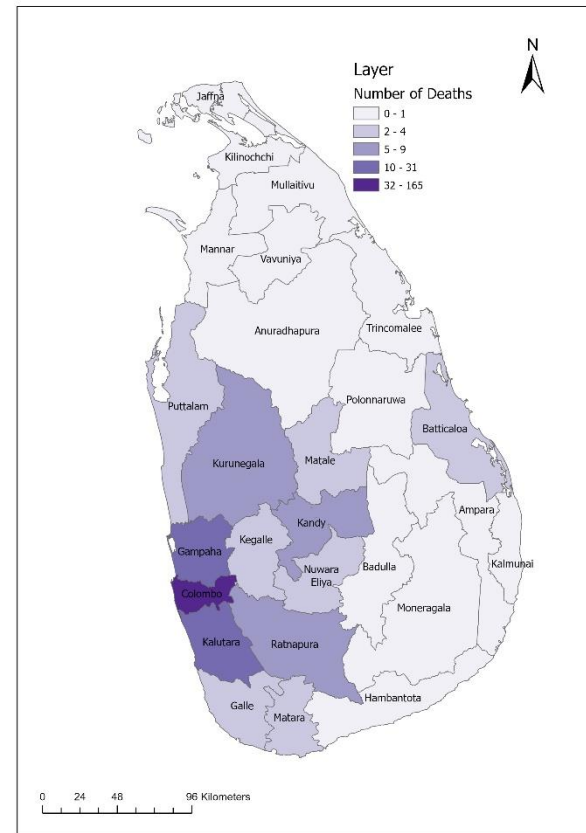 N
Layer
Number of Deaths
0 - 1
2 - 4
5 - 9
10 - 31
32 - 165
Jaffna
Kilinochchi
Mullaitivu
Mannar
Vavuniya
Anuradhapura
Trincomalee
Polonnaruwa
Puttalam
Batticaloa
Kurunegala
Matale
Ampara
Kandy
Kegalle
Gampaha
Kalmunai
Nuwara
Eliya
Badulla
Colombo
Moneragala
Kalutara
Ratnapura
Hambantota
Galle
Matara
0 24 48 96 Kilometers